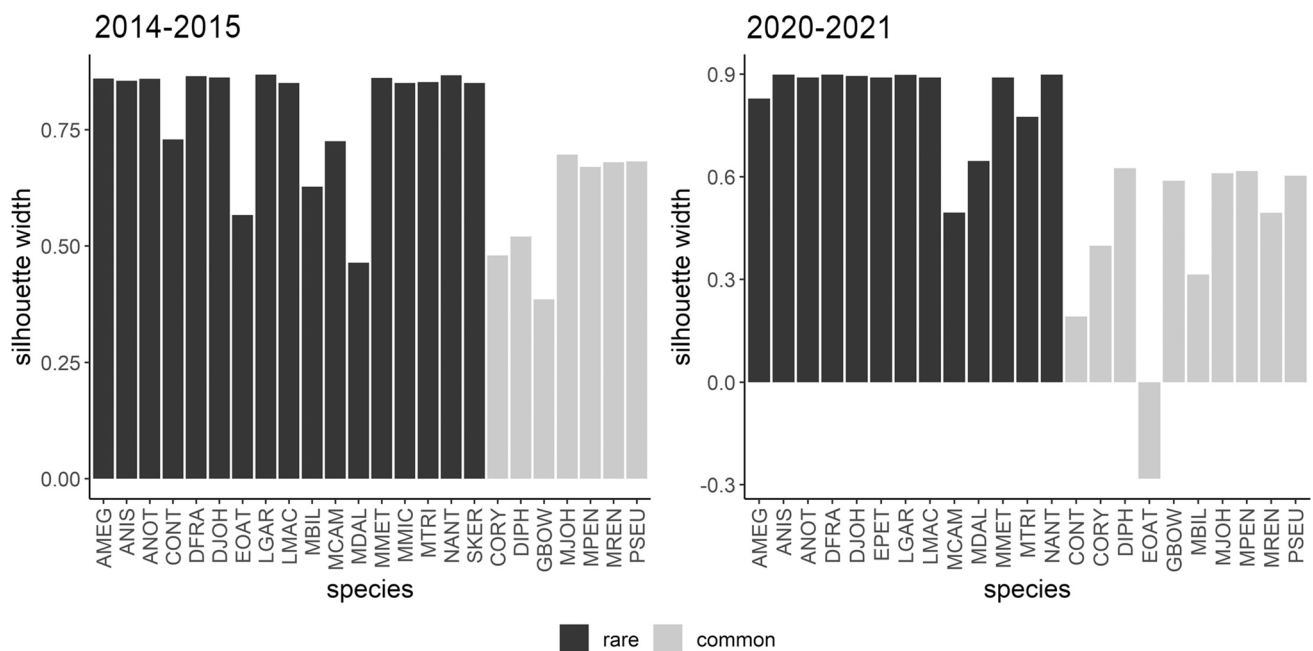 2014-2015
silhouette width
0.75
0.50
0.25
0.00
AMEG ANIS ANOT CONT DFRA DJOH EOAT LGAR LMAC MBIL MCAM MDAL MMET MMIC MTRI NANT SKER CORY DIPH GBOW MJOH MPEN MREN PSEU
species
2020-2021
silhouette width
0.9
0.6
0.3
0.0
-0.3
AMEG ANIS ANOT DFRA DJOH EPET LGAR LMAC MCAM MDAL MMET MTRI NANT CONT CORY DIPH EOAT GBOW MBIL MJOH MPEN MREN PSEU
species
rare common